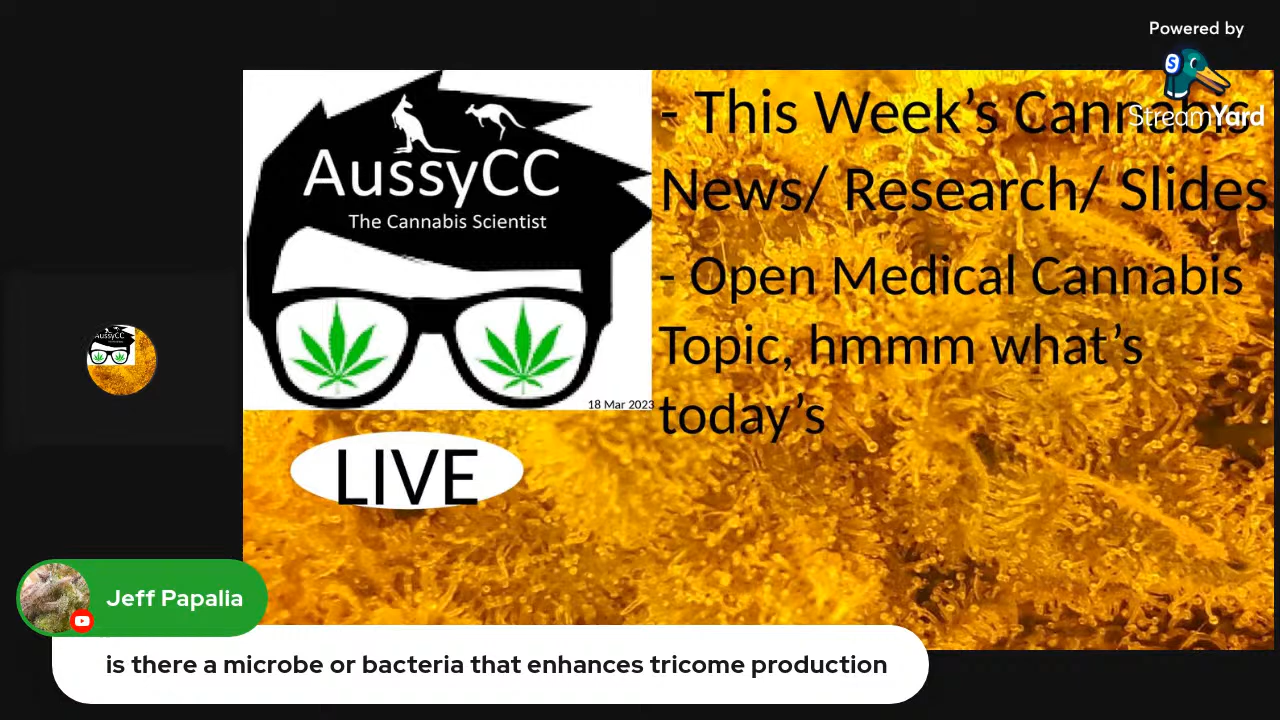 Powered by
StreamYard
AussyCC
The Cannabis Scientist
18 Mar 2023
- This Week’s Cannabis
News/ Research/ Slides
- Open Medical Cannabis
Topic, hmmm what’s
today’s
LIVE
Jeff Papalia
is there a microbe or bacteria that enhances tricome production